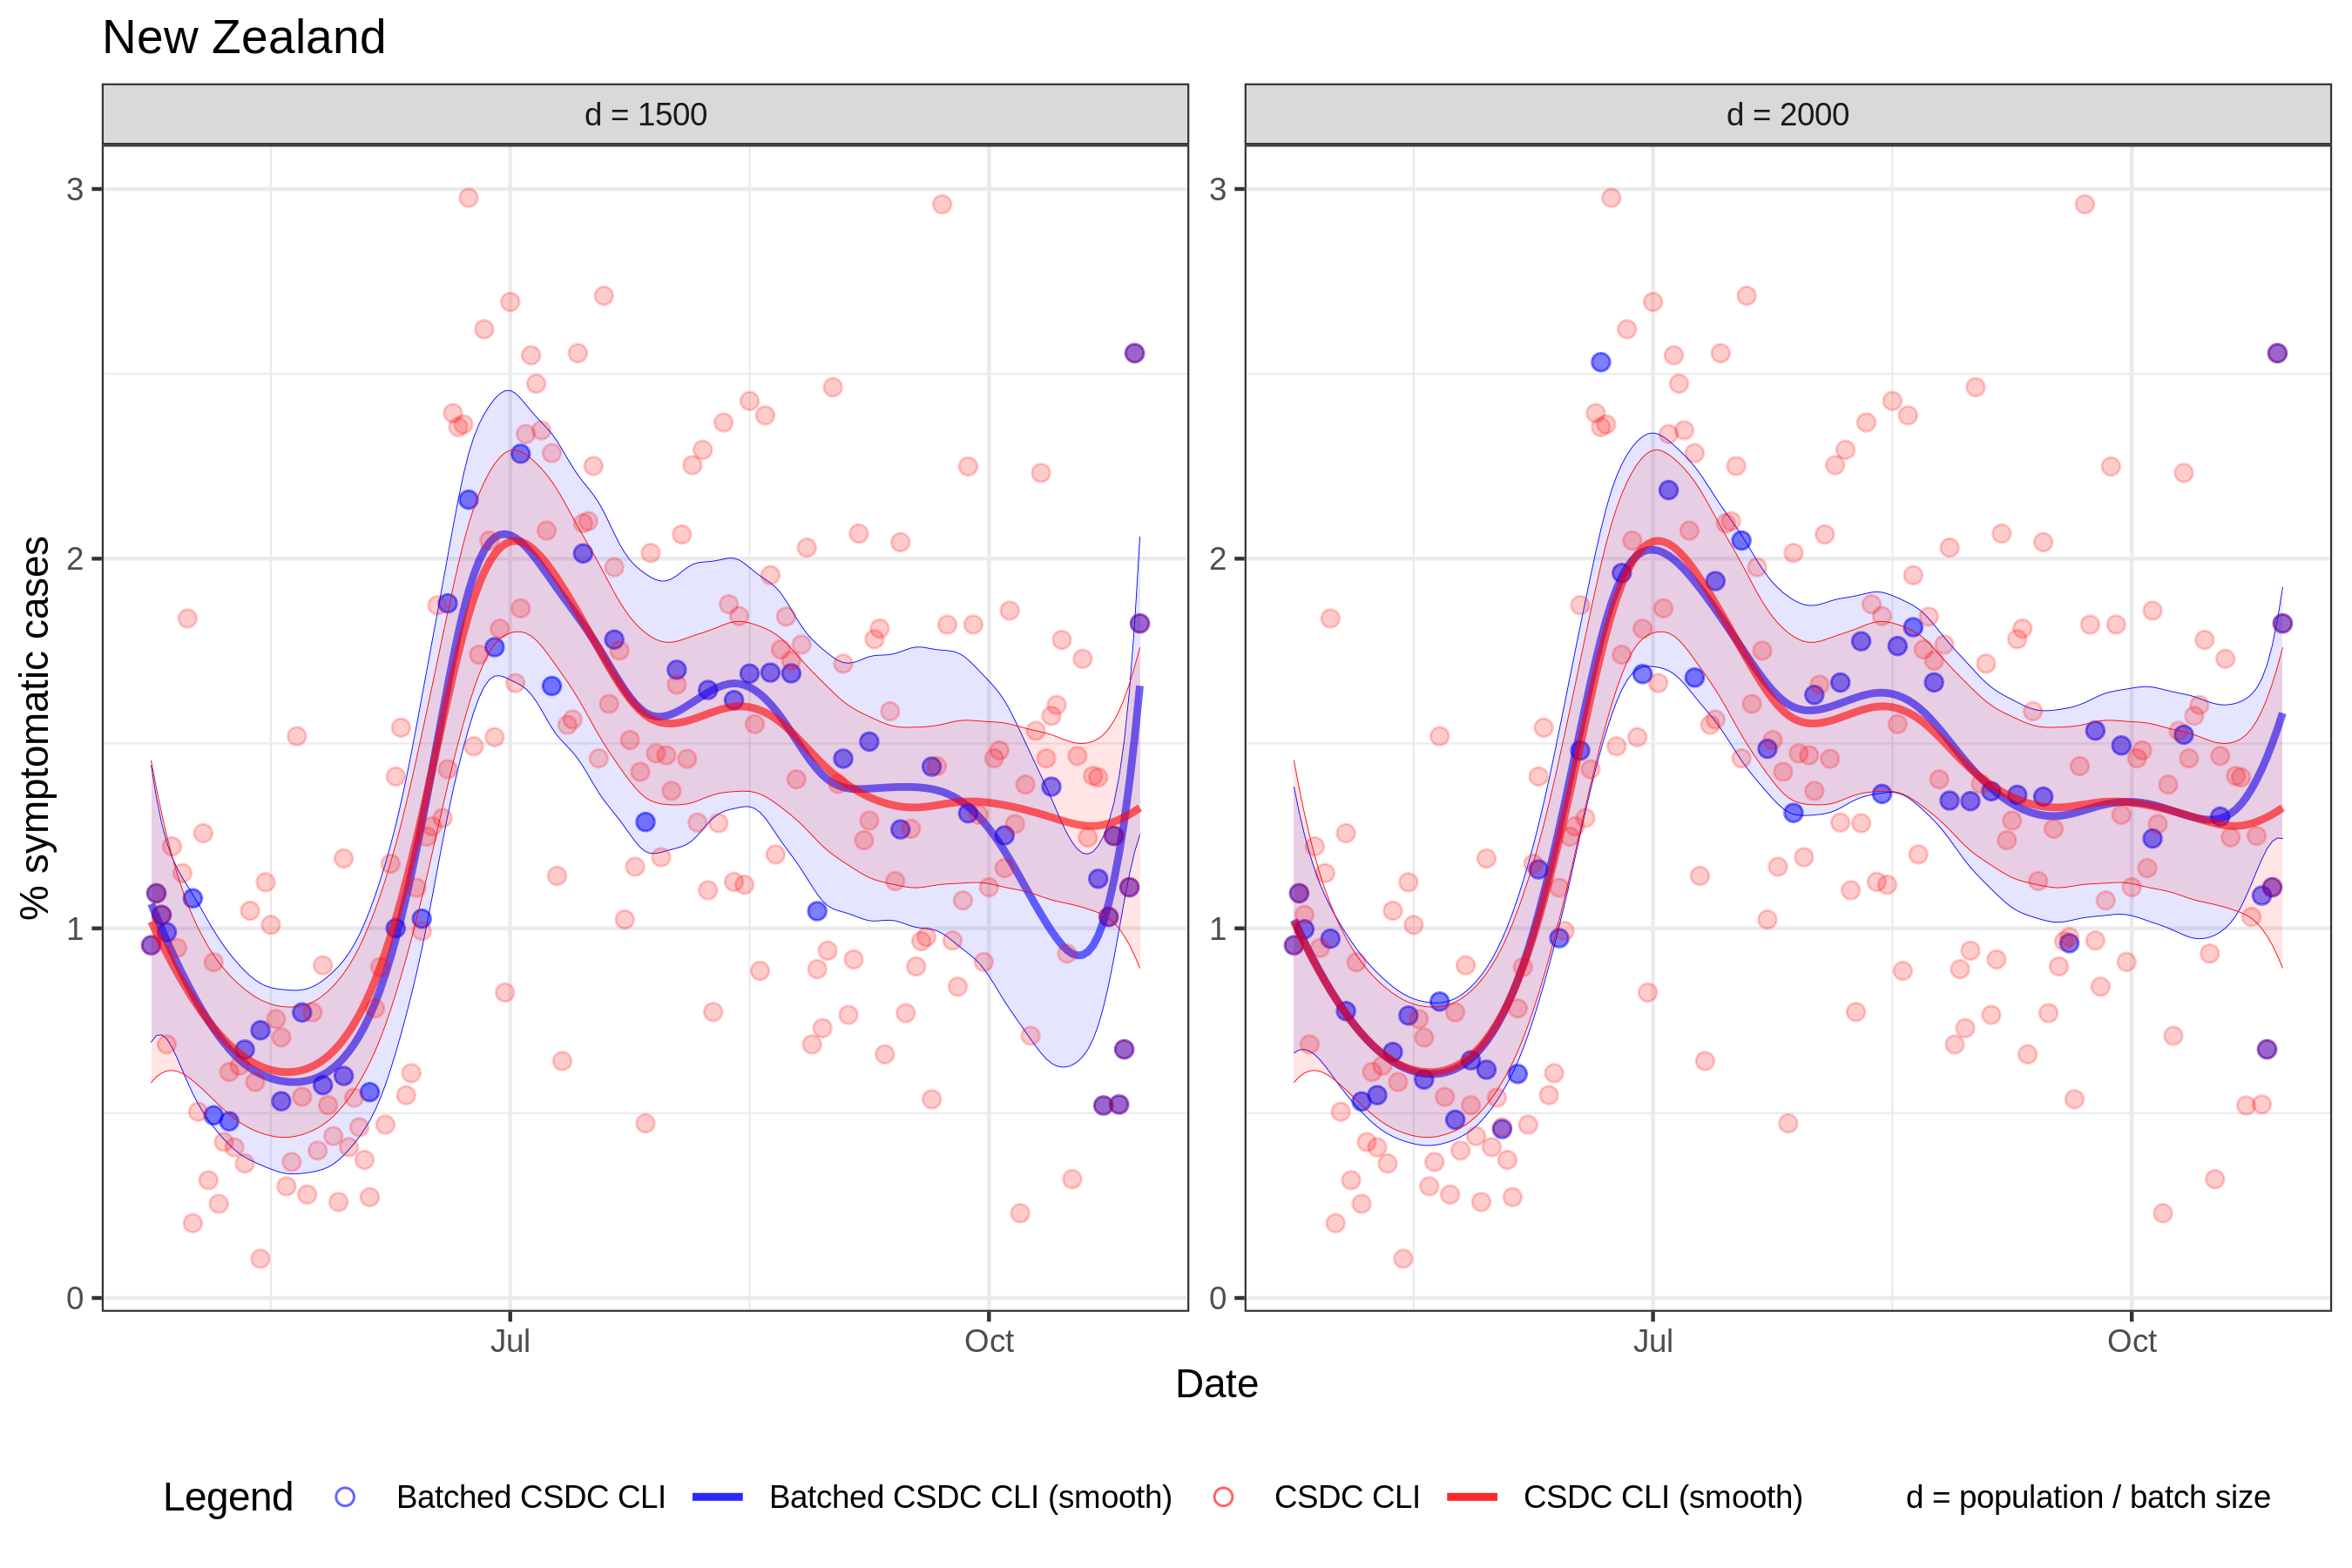 New Zealand
d = 1500
d = 2000
% symptomatic cases
3
2
1
0
3
2
1
0
Jul
Oct
Jul
Oct
Date
Legend
Batched CSDC CLI
Batched CSDC CLI (smooth)
CSDC CLI
CSDC CLI (smooth)
d = population / batch size